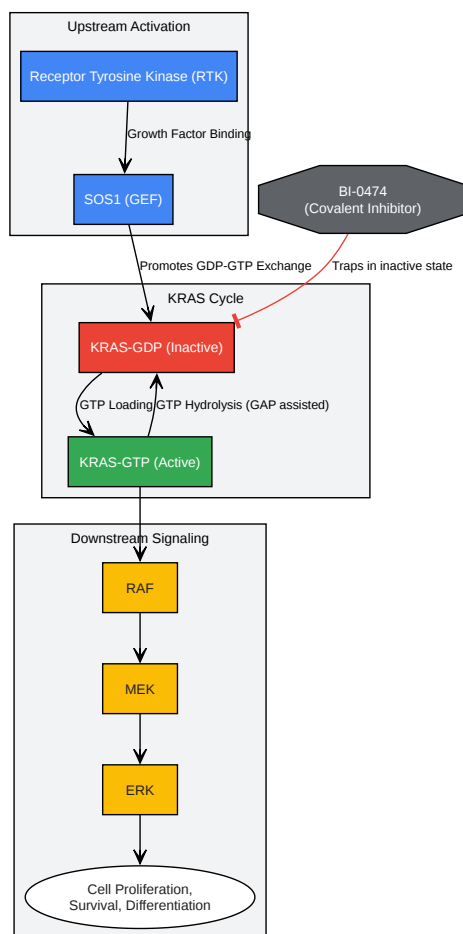 Upstream Activation
Receptor Tyrosine Kinase (RTK)
Growth Factor Binding
SOS1 (GEF)
BI-0474
(Covalent Inhibitor)
Promotes GDP-GTP Exchange
Traps in inactive state
KRAS Cycle
KRAS-GDP (Inactive)
GTP Loading
GTP Hydrolysis (GAP assisted)
KRAS-GTP (Active)
Downstream Signaling
RAF
MEK
ERK
Cell Proliferation,
Survival, Differentiation